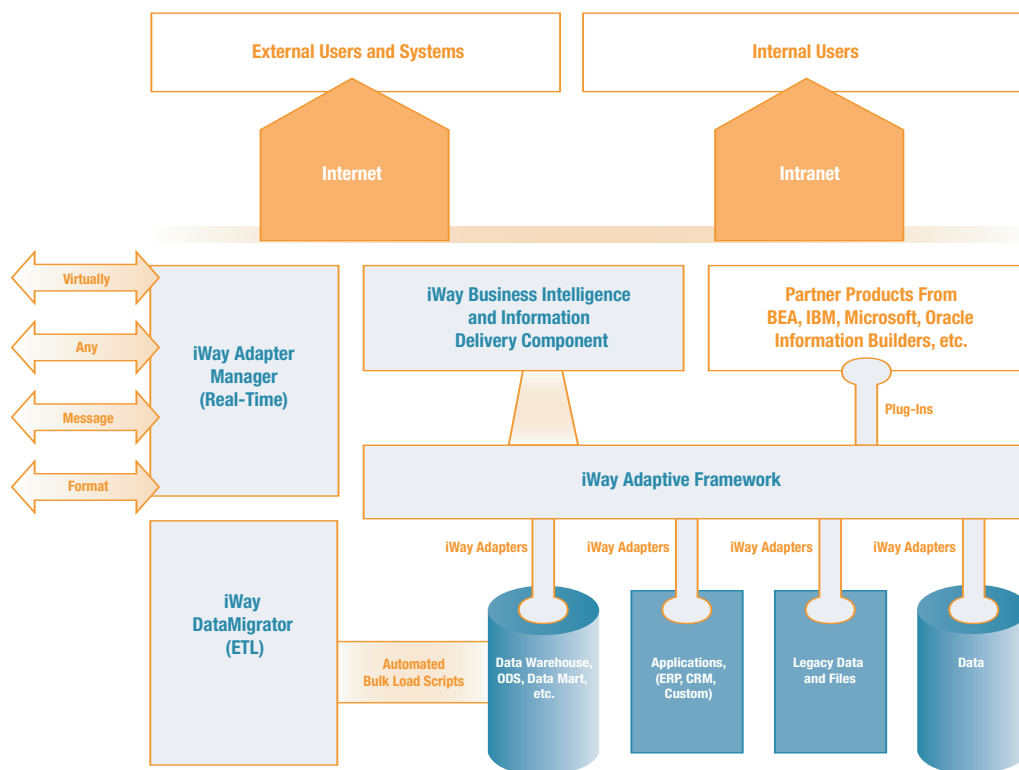 External Users and Systems
Internal Users
Internet
Intranet
Virtually
Any
Message
Format
iWay Adapter
Manager
(Real-Time)
iWay Business Intelligence
and Information
Delivery Component
Partner Products From
BEA, IBM, Microsoft, Oracle
Information Builders, etc.
Plug-Ins
iWay Adaptive Framework
iWay Adapters
iWay Adapters
iWay Adapters
iWay Adapters
iWay
DataMigrator
(ETL)
Automated
Bulk Load Scripts
Data Warehouse,
ODS, Data Mart,
etc.
Applications,
(ERP, CRM,
Custom)
Legacy Data
and Files
Data